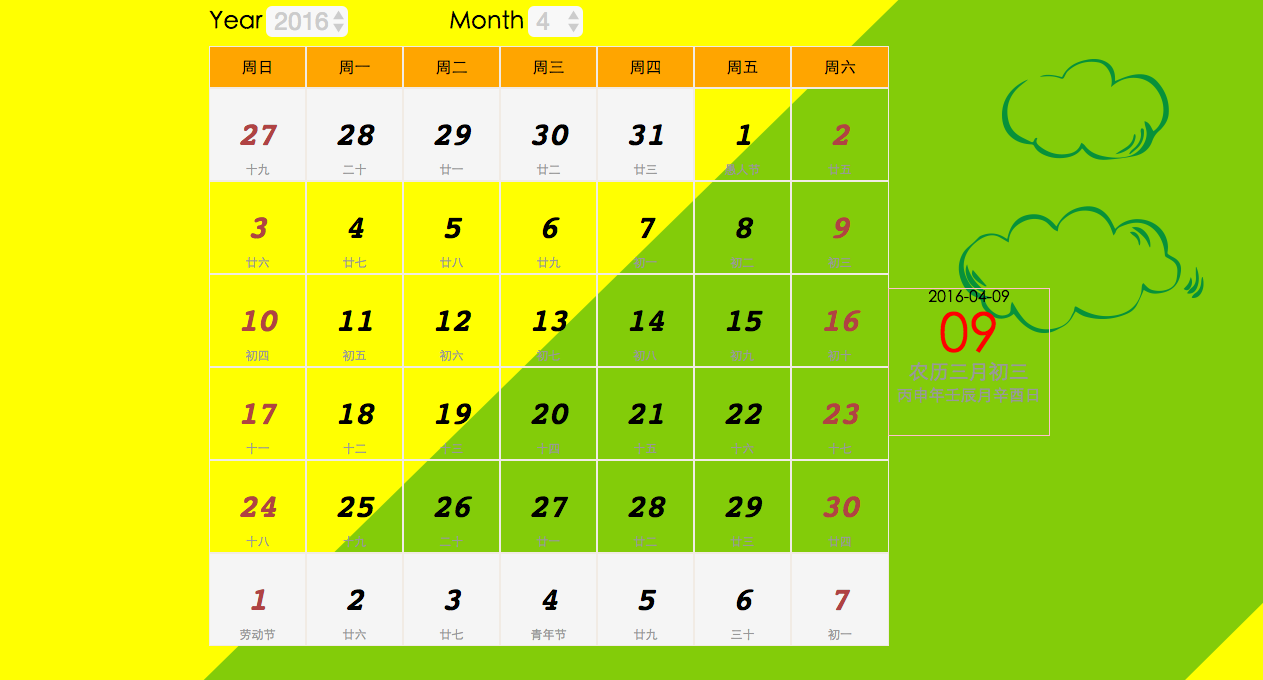 Year 2016 Month 4
周日 周一 周二 周三 周四 周五 周六
27 28 29 30 31 1 2
十九 二十 廿一 廿二 廿三 愚人节 廿五
3 4 5 6 7 8 9
廿六 廿七 廿八 廿九 初一 初二 初三
10 11 12 13 14 15 16
初四 初五 初六 初七 初八 初九 初十
17 18 19 20 21 22 23
十一 十二 十三 十四 十五 十六 十七
24 25 26 27 28 29 30
十八 十九 二十 廿一 廿二 廿三 廿四
1 2 3 4 5 6 7
劳动节 廿六 廿七 青年节 廿九 三十 初一
2016-04-09
09
农历三月初三
丙申年壬辰月辛酉日